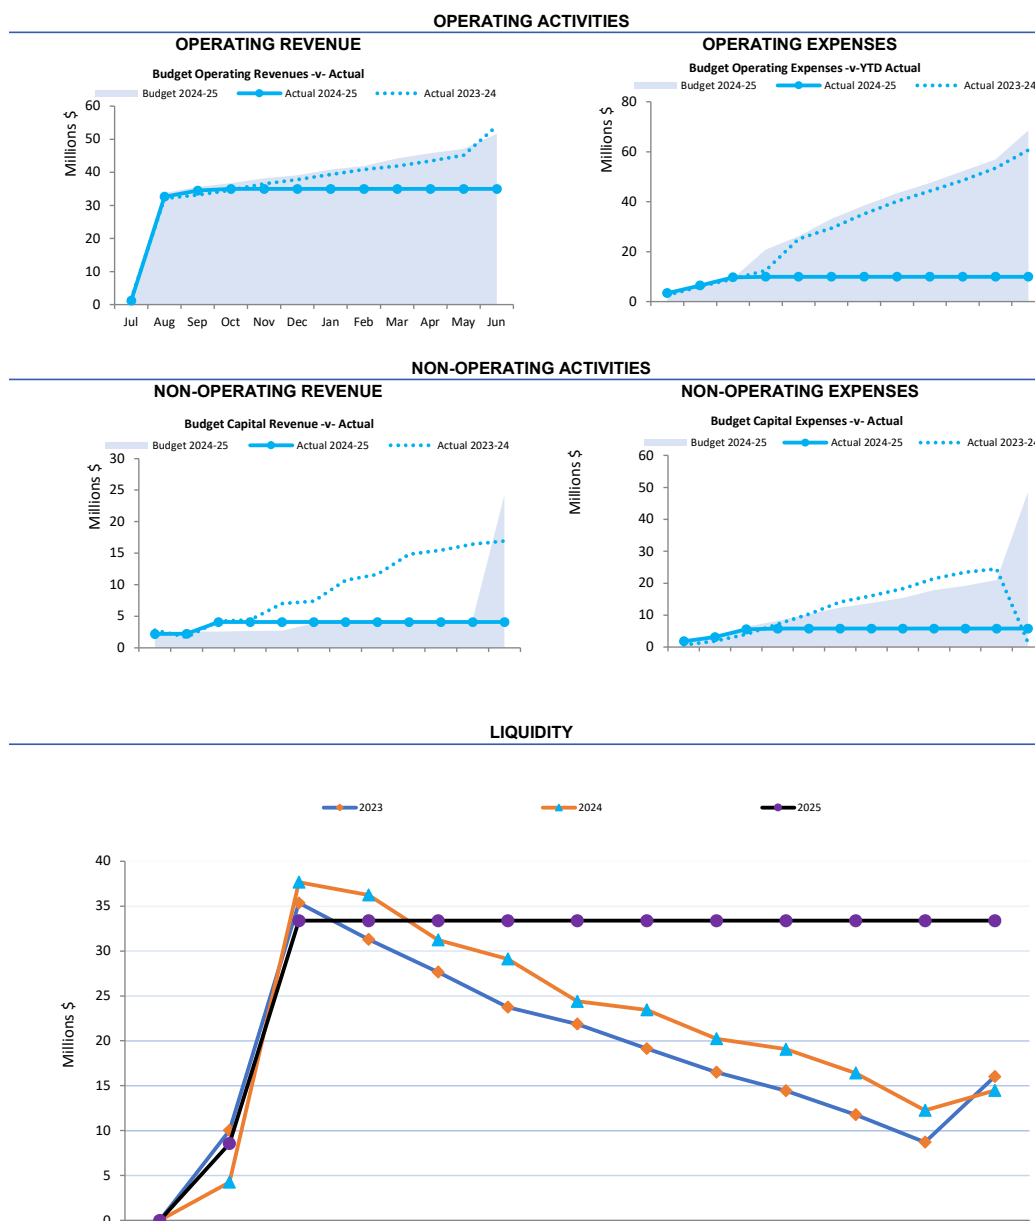 OPERATING ACTIVITIES
OPERATING REVENUE
Budget Operating Revenues -v- Actual
Budget 2024-25 Actual 2024-25 Actual 2023-24
Millions $
60
50
40
30
20
10
0
Jul Aug Sep Oct Nov Dec Jan Feb Mar Apr May Jun
OPERATING EXPENSES
Budget Operating Expenses -v-YTD Actual
Budget 2024-25 Actual 2024-25 Actual 2023-24
Millions $
80
60
40
20
0
NON-OPERATING ACTIVITIES
NON-OPERATING REVENUE
Budget Capital Revenue -v- Actual
Budget 2024-25 Actual 2024-25 Actual 2023-24
Millions $
30
25
20
15
10
5
0
NON-OPERATING EXPENSES
Budget Capital Expenses -v- Actual
Budget 2024-25 Actual 2024-25 Actual 2023-24
Millions $
60
50
40
30
20
10
0
LIQUIDITY
2023 2024 2025
Millions $
40
35
30
25
20
15
10
5
0